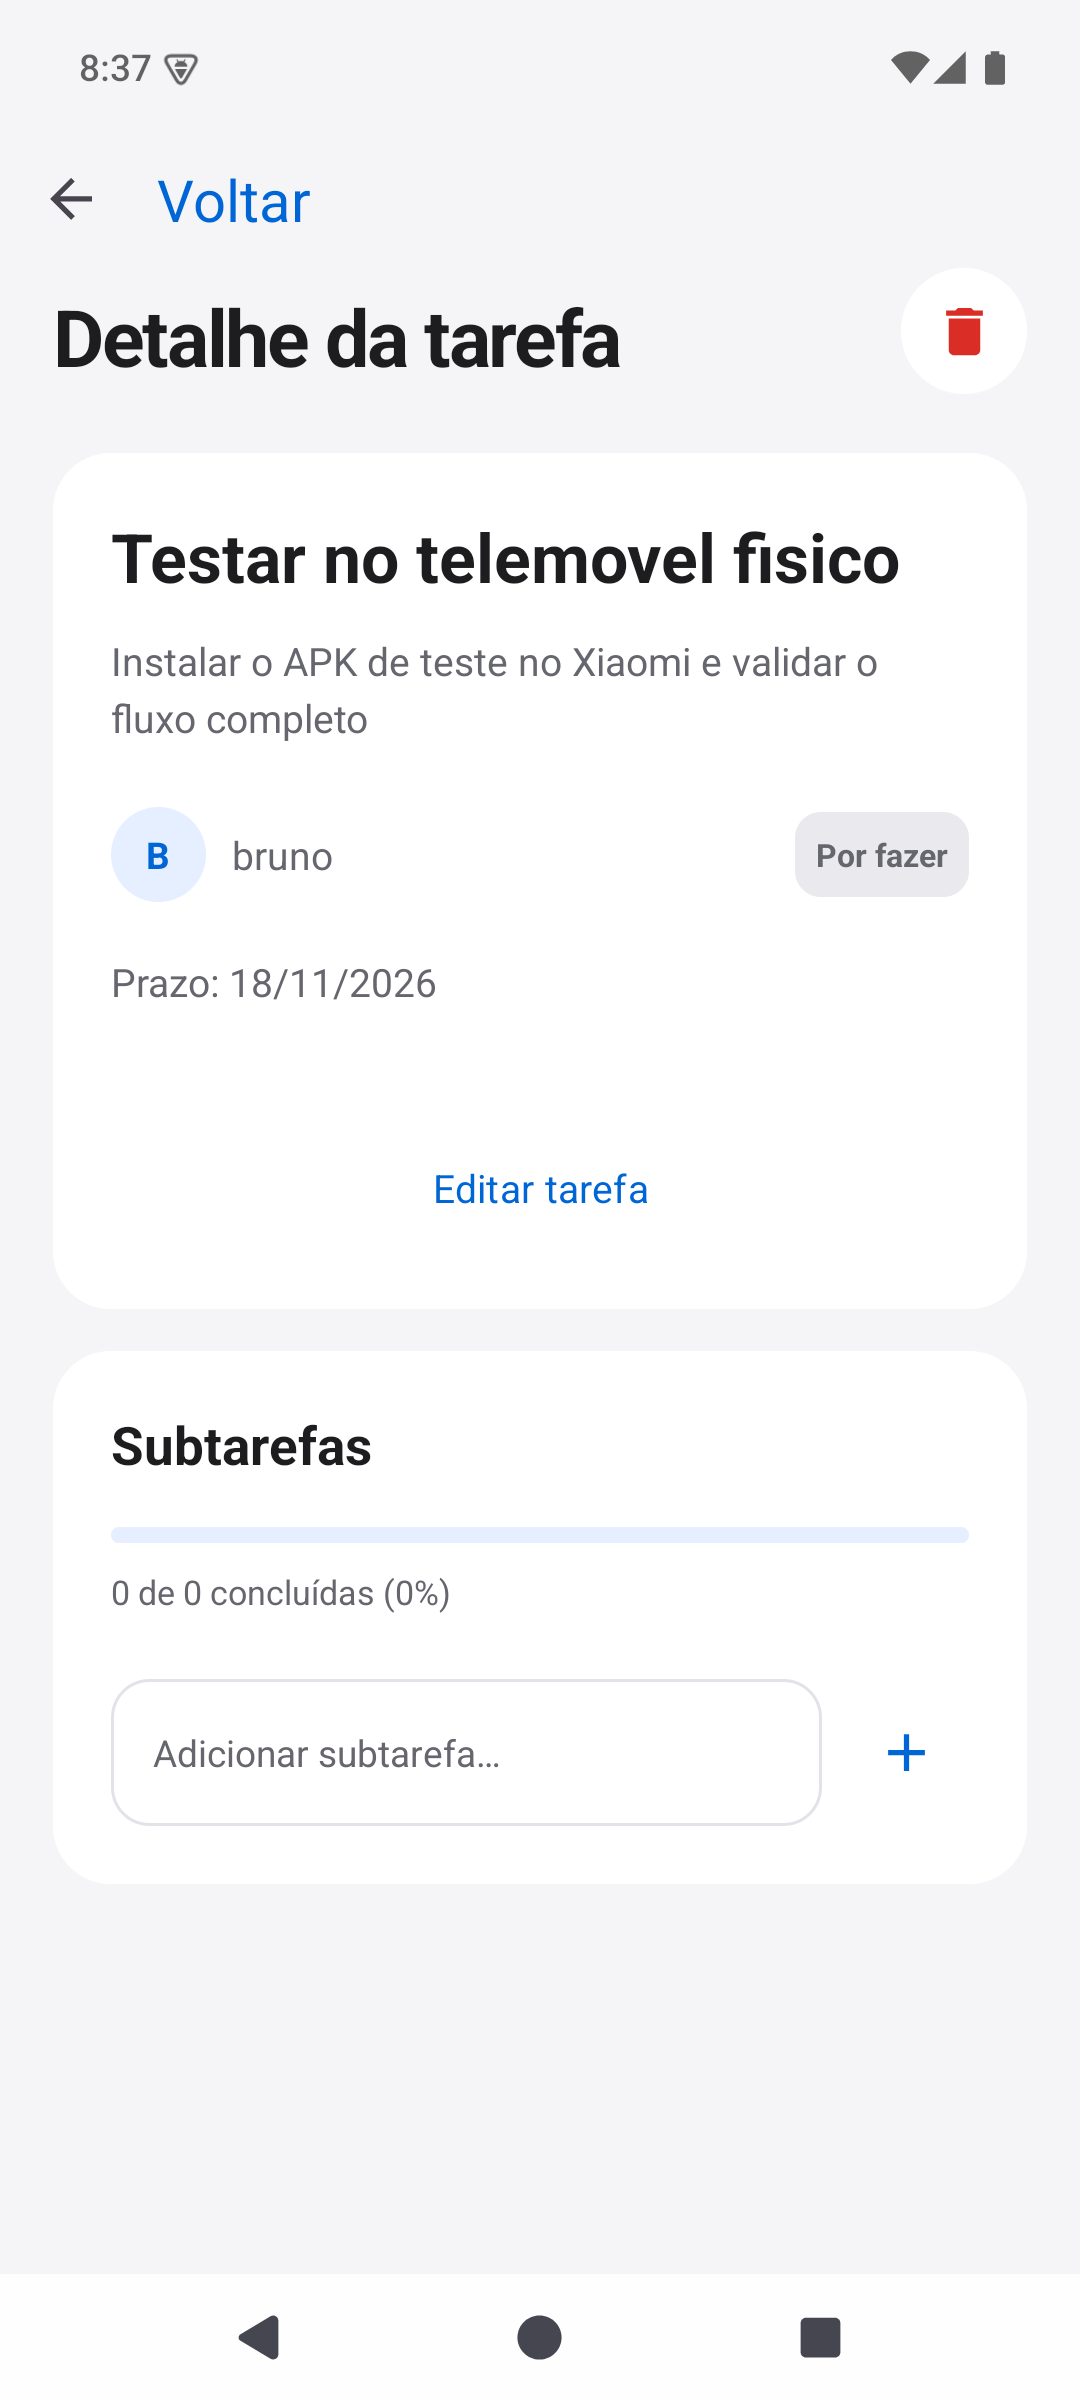 8:37
Voltar
Detalhe da tarefa
Testar no telemovel fisico
Instalar o APK de teste no Xiaomi e validar o
fluxo completo
B bruno
Por fazer
Prazo: 18/11/2026
Editar tarefa
Subtarefas
0 de 0 concluídas (0%)
Adicionar subtarefa...